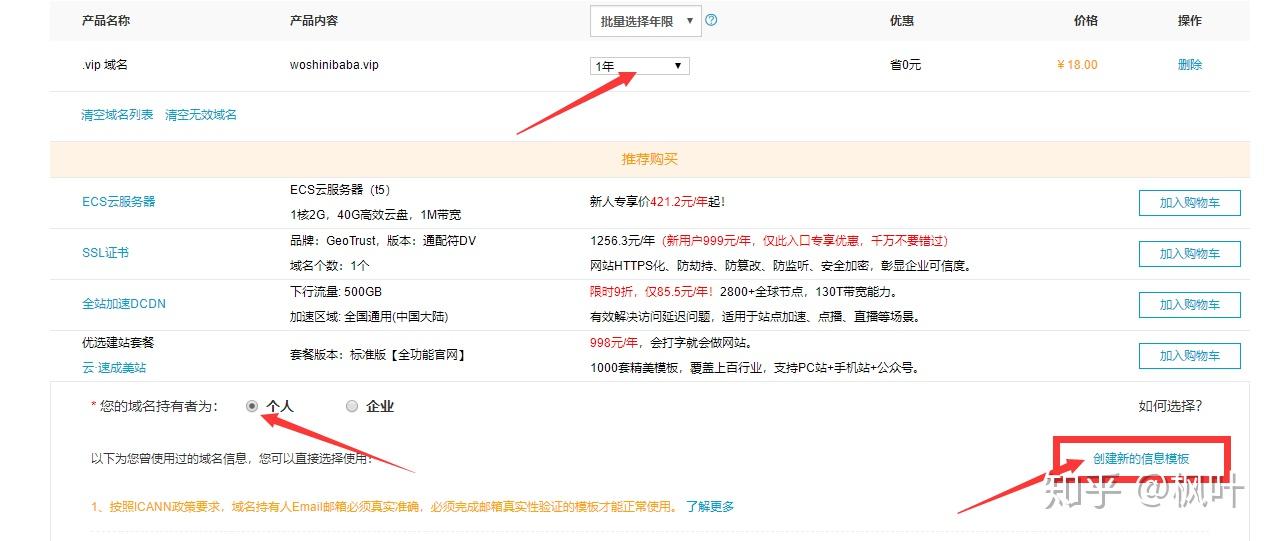 产品名称 产品内容 批量选择年限 ? 优惠 价格 操作
.vip 域名 woshinibaba.vip 1年 省0元 ¥ 18.00 删除
清空域名列表 清空无效域名
推荐购买
ECS云服务器 ECS云服务器（t5） 新人专享价421.2元/年起！ 加入购物车
1核2G，40G高效云盘，1M带宽
SSL证书 品牌：GeoTrust，版本：通配符DV 1256.3元/年（新用户999元/年，仅此入口专享优惠，千万不要错过） 加入购物车
域名个数：1个 网站HTTPS化、防劫持、防篡改、防监听、安全加密，彰显企业可信度。
全站加速DCDN 下行流量: 500GB 限时9折，仅85.5元/年！2800+全球节点，130T带宽能力。 加入购物车
加速区域: 全国通用(中国大陆) 有效解决访问延迟问题，适用于站点加速、点播、直播等场景。
优选建站套餐 套餐版本：标准版【全功能官网】 998元/年，会打字就会做网站。 加入购物车
云·速成美站 1000套精美模板，覆盖上百行业，支持PC站+手机站+公众号。
* 您的域名持有者为： 个人 企业 如何选择?
以下为您曾使用过的域名信息，您可以直接选择使用： 创建新的信息模板
知乎 @枫叶
1、按照ICANN政策要求，域名持有人Email邮箱必须真实准确，必须完成邮箱真实性验证的模板才能正常使用。 了解更多